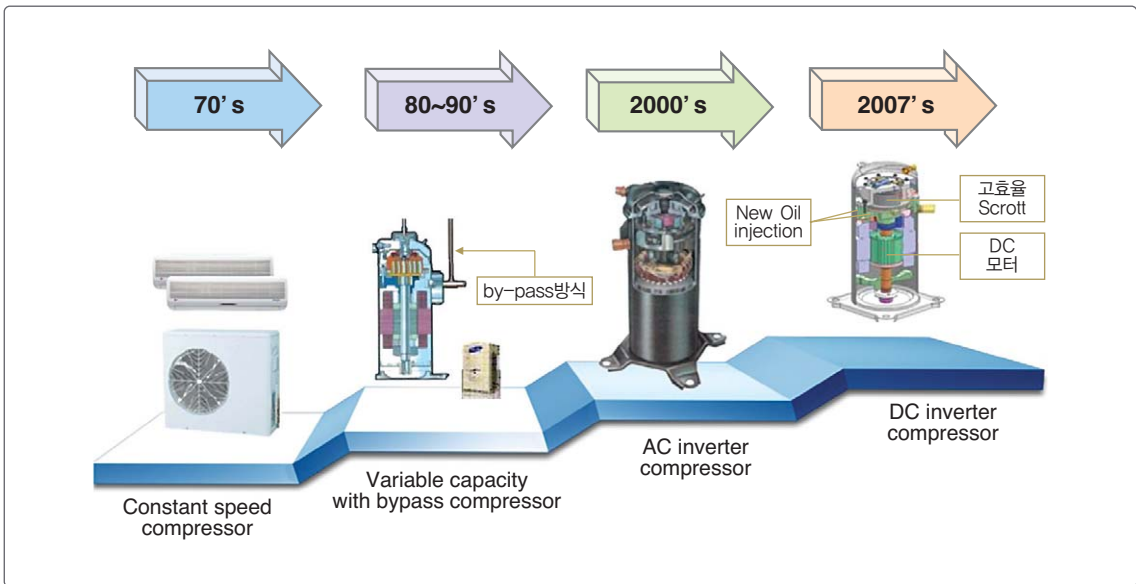 70’ s
80~90’ s
2000’ s
2007’ s
by-pass방식
New Oil
injection
고효율
Scrott
DC
모터
Constant speed
compressor
Variable capacity
with bypass compressor
AC inverter
compressor
DC inverter
compressor